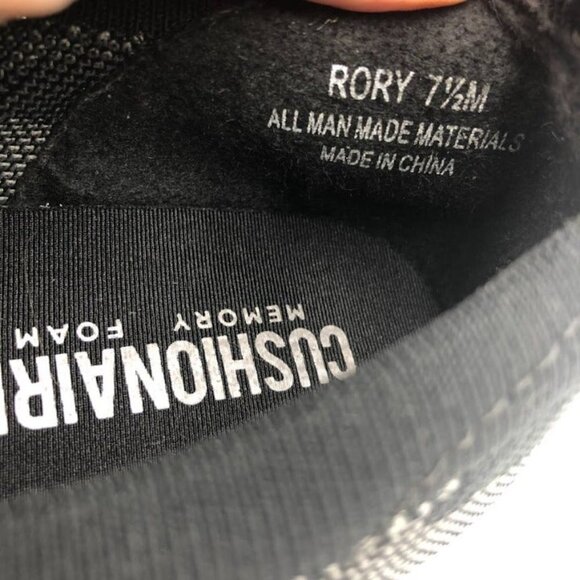 RORY 7½M
ALL MAN MADE MATERIALS
MADE IN CHINA
CUSHIONAIR
MEMORY
FOAM